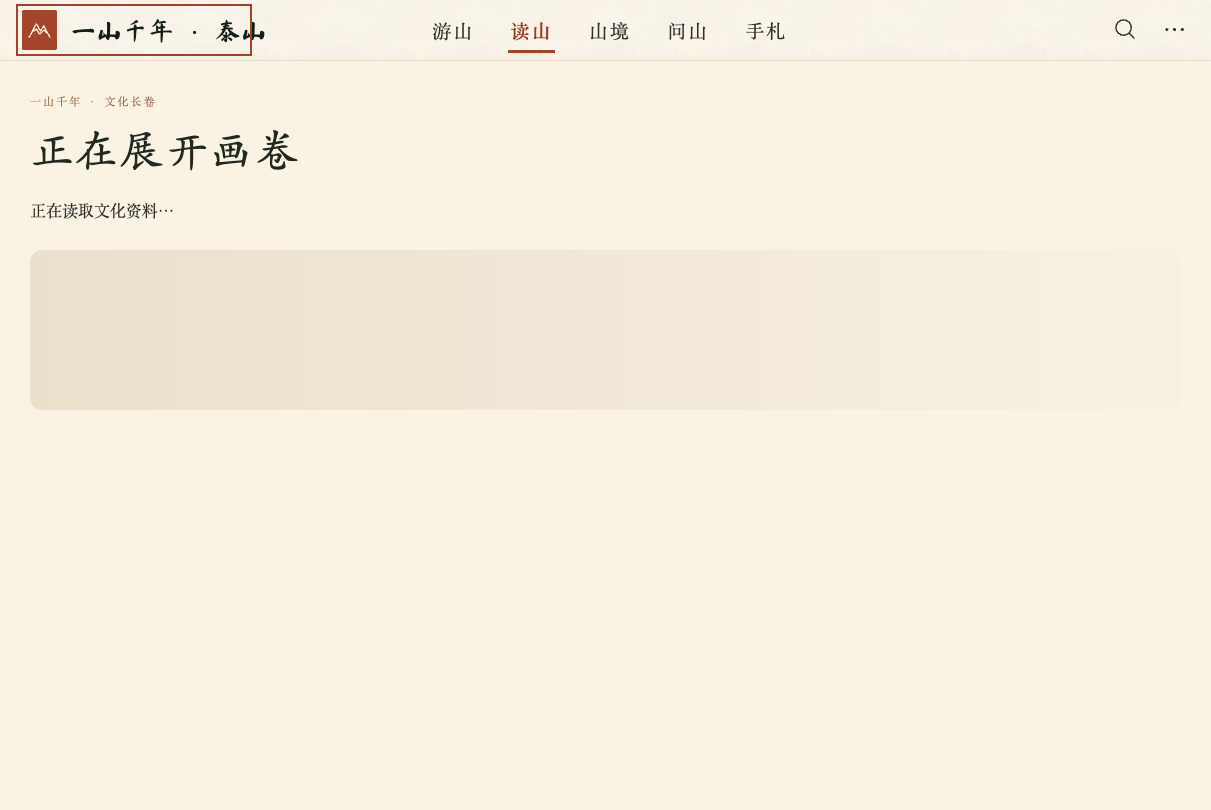 一山千年 · 泰山
游山 读山 山境 问山 手札
一山千年 · 文化长卷
正在展开画卷
正在读取文化资料…